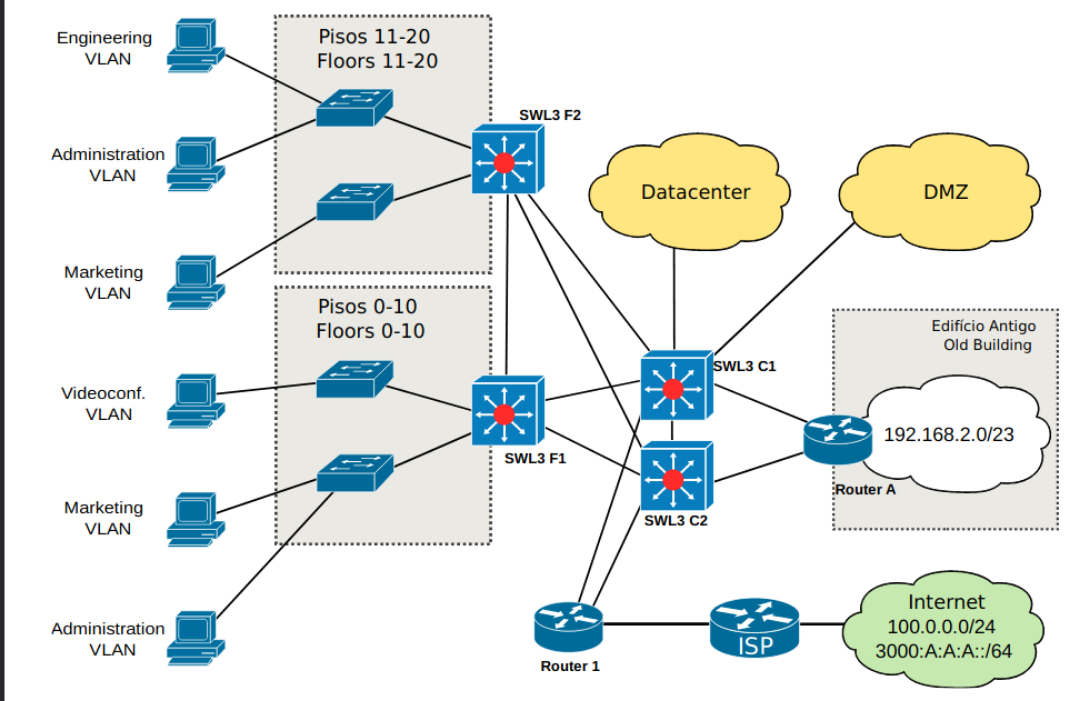 Engineering
VLAN
Administration
VLAN
Marketing
VLAN
Pisos 11-20
Floors 11-20
SWL3 F2
Datacenter
DMZ
Pisos 0-10
Floors 0-10
Videoconf.
VLAN
Marketing
VLAN
Administration
VLAN
SWL3 F1
SWL3 C1
SWL3 C2
Edifício Antigo
Old Building
192.168.2.0/23
Router A
Router 1
ISP
Internet
100.0.0.0/24
3000:A:A:A::/64